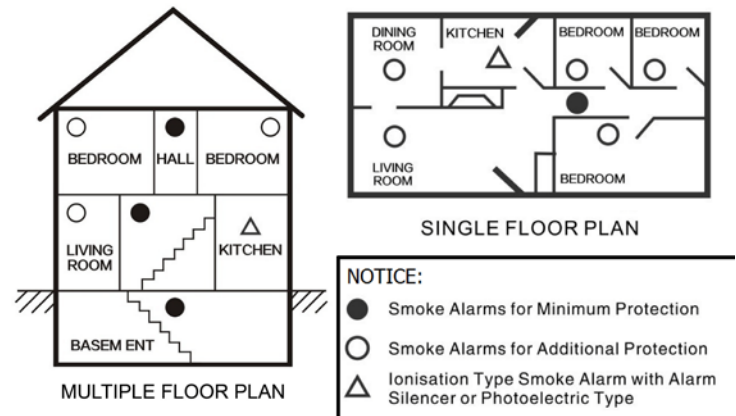 BEDROOM
HALL
BEDROOM
LIVING
ROOM
KITCHEN
BASEM ENT
MULTIPLE FLOOR PLAN
DINING
ROOM
KITCHEN
BEDROOM
BEDROOM
LIVING
ROOM
BEDROOM
SINGLE FLOOR PLAN
NOTICE:
Smoke Alarms for Minimum Protection
Smoke Alarms for Additional Protection
Ionisation Type Smoke Alarm with Alarm
Silencer or Photoelectric Type